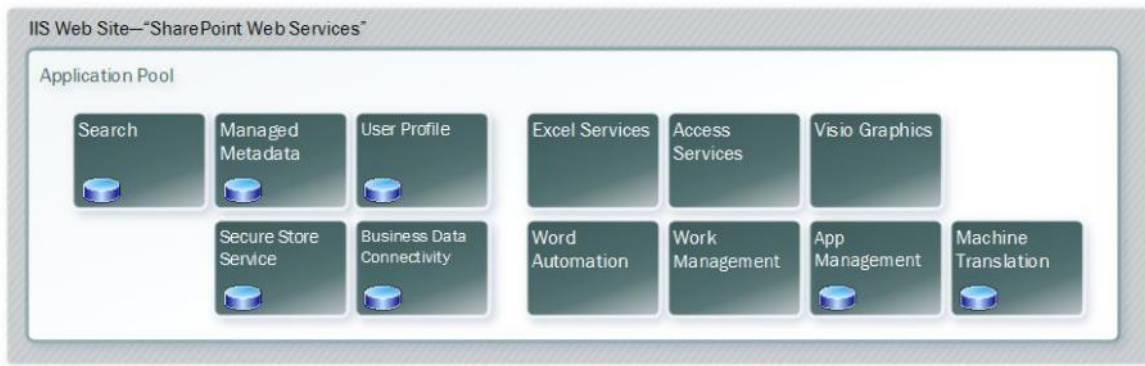 IIS Web Site—“SharePoint Web Services”
Application Pool
Search
Managed
Metadata
User Profile
Excel Services
Access
Services
Visio Graphics
Secure Store
Service
Business Data
Connectivity
Word
Automation
Work
Management
App
Management
Machine
Translation